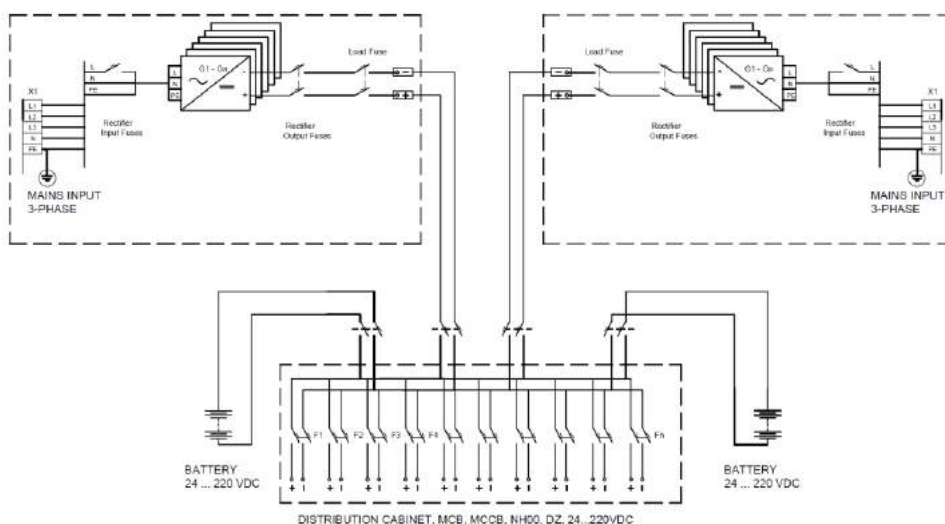 Load Fuse
L
N
PE
L
N
PE
G1 - Gn
-
+
-
+
X1
L1
L2
L3
N
PE
Rectifier
Input Fuses
Rectifier
Output Fuses
MAINS INPUT
3-PHASE
Load Fuse
-
+
-
+
G1 - Gn
L
N
PE
L
N
PE
X1
L1
L2
L3
N
PE
Rectifier
Output Fuses
Rectifier
Input Fuses
MAINS INPUT
3-PHASE
F1
F2
F3
F4
Fn
BATTERY
24 ... 220 VDC
BATTERY
24 ... 220 VDC
+ I + I + I + I + I + I + I + I + I + I
DISTRIBUTION CABINET, MCB, MCCB, NH00, DZ, 24...220VDC